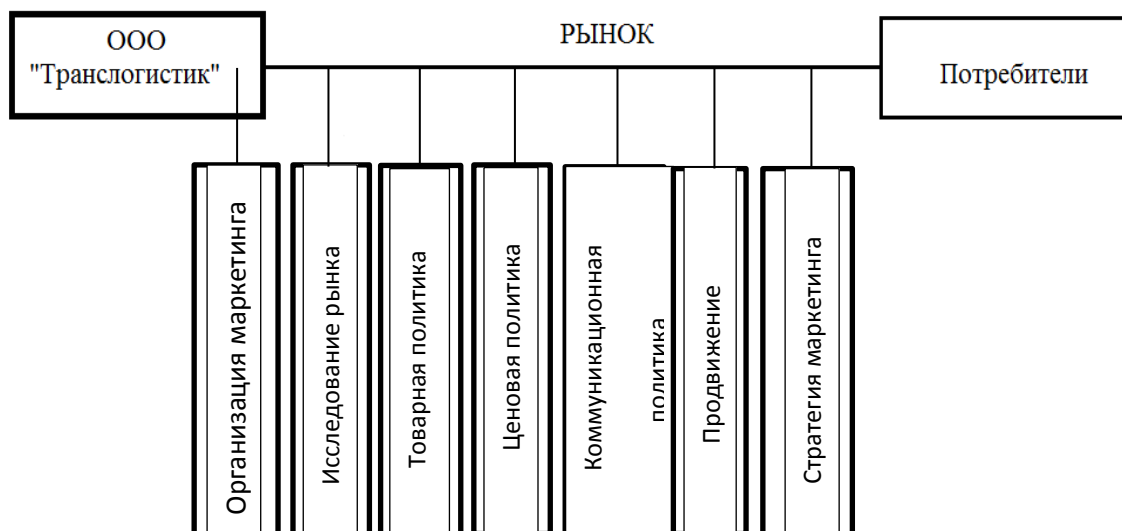 ООО
"Транслогистик"
РЫНОК
Потребители
Организация маркетинга
Исследование рынка
Товарная политика
Ценовая политика
Коммуникационная
политика
Продвижение
Стратегия маркетинга